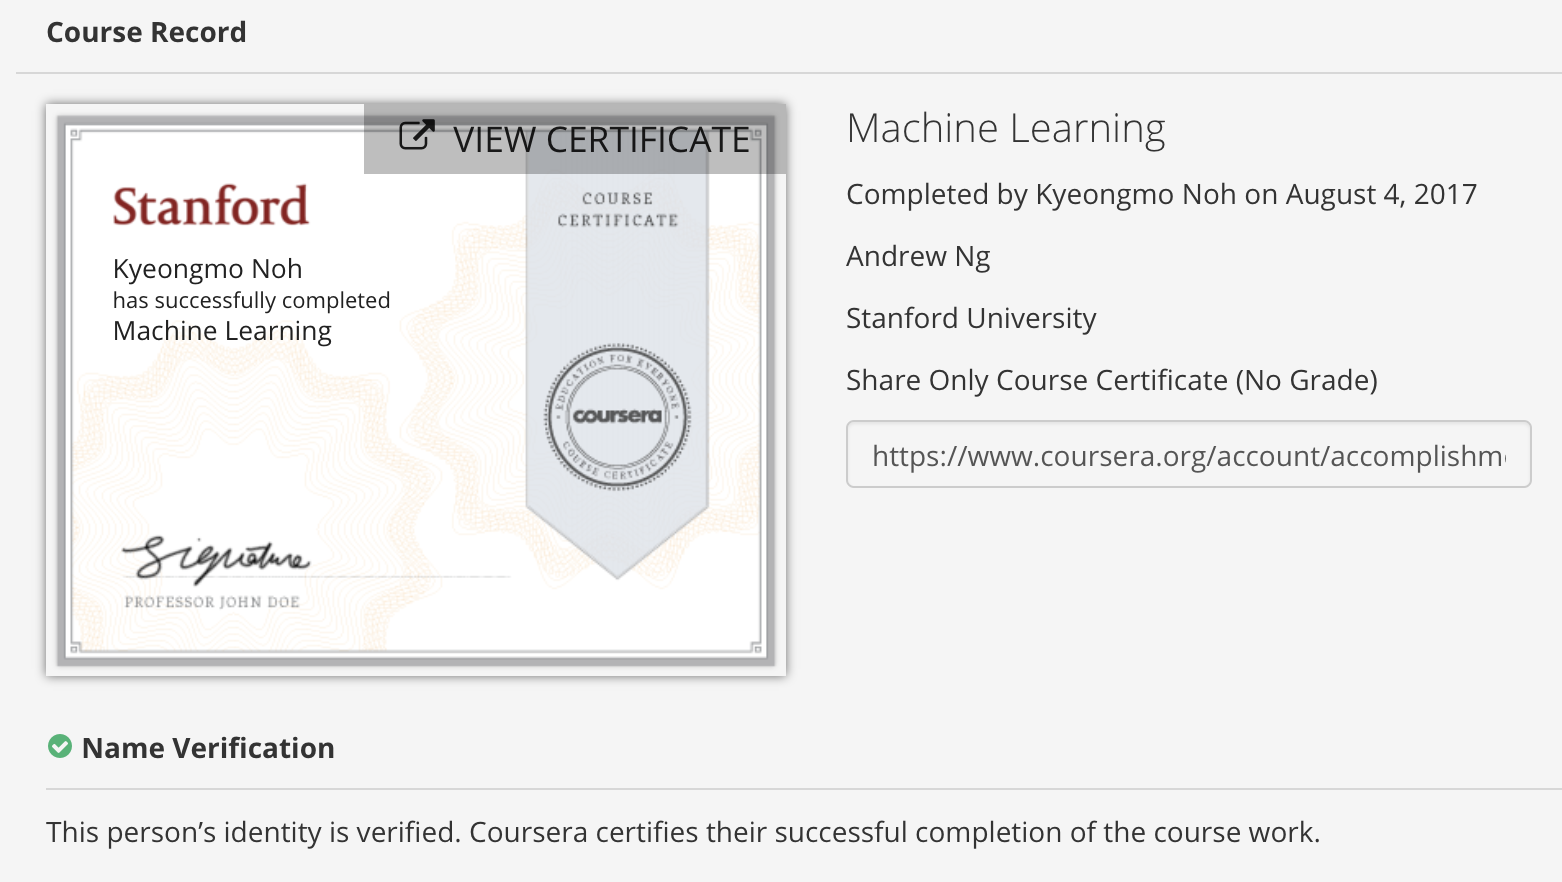 Course Record
VIEW CERTIFICATE
Stanford
Kyeongmo Noh
has successfully completed
Machine Learning
COURSE
CERTIFICATE
EDUCATION FOR EVERYONE
coursera
COURSE CERTIFICATE
Signature
PROFESSOR JOHN DOE
Machine Learning
Completed by Kyeongmo Noh on August 4, 2017
Andrew Ng
Stanford University
Share Only Course Certificate (No Grade)
https://www.coursera.org/account/accomplishm
Name Verification
This person’s identity is verified. Coursera certifies their successful completion of the course work.